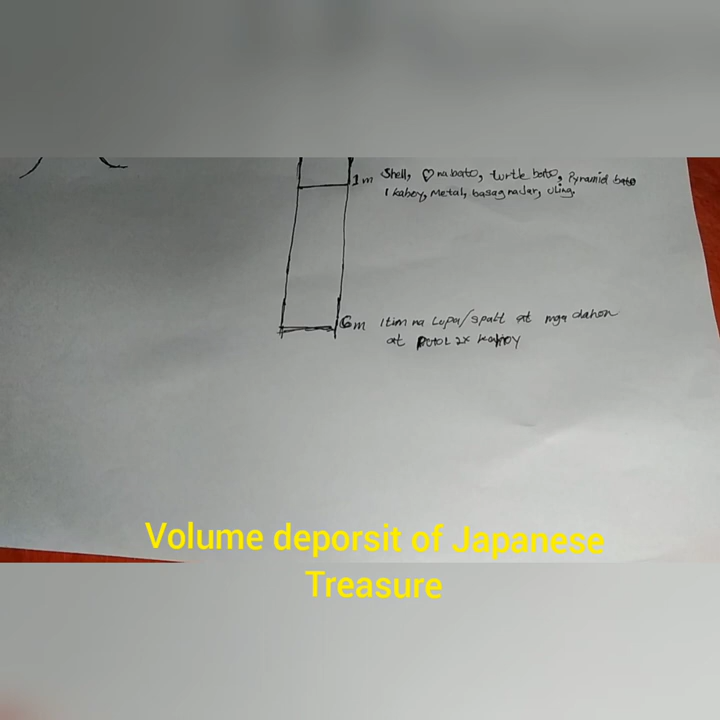 1m Shell, ♡ na bato, turtle bato, Pyramid bato
1 kahoy, Metal, basag na Jar, Uling,
6m Itim na Lupa/spalt at mga dahon
at putol 2x kahoy
Volume deporsit of Japanese
Treasure